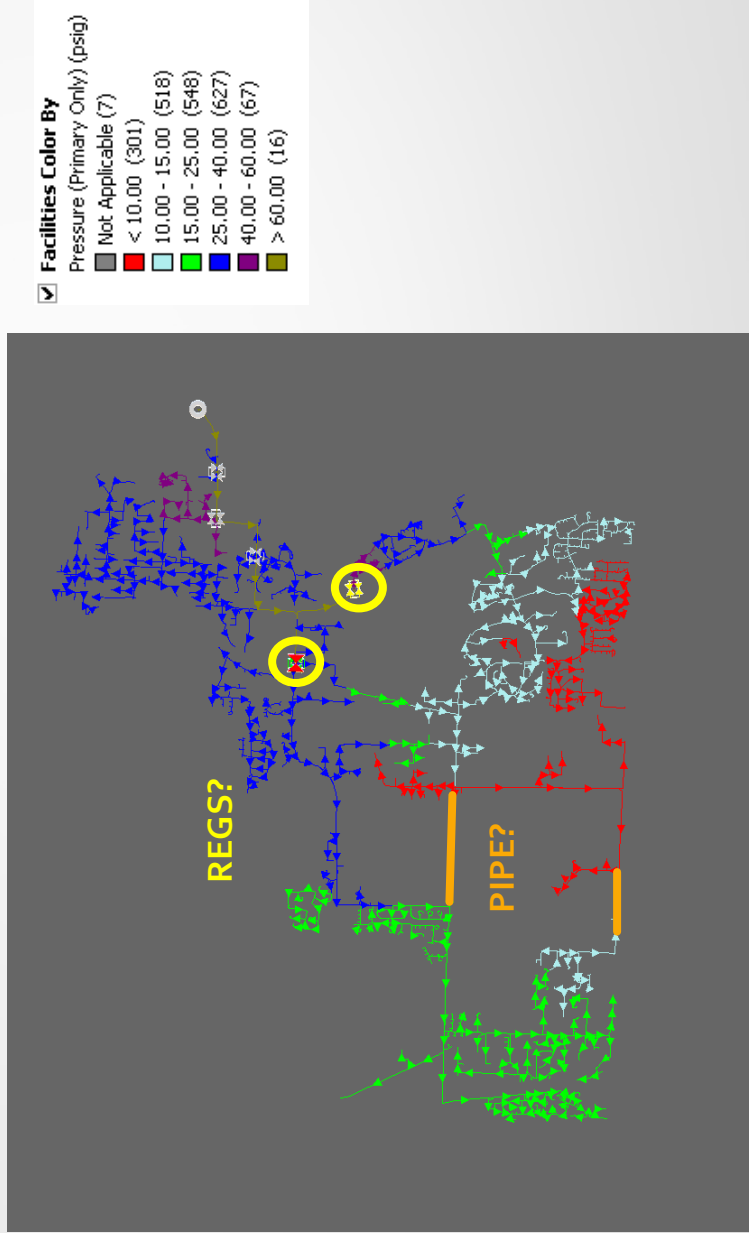 Facilities Color By
Pressure (Primary Only) (psig)
Not Applicable (7)
< 10.00 (301)
10.00 - 15.00 (518)
15.00 - 25.00 (548)
25.00 - 40.00 (627)
40.00 - 60.00 (67)
> 60.00 (16)
REGS?
PIPE?